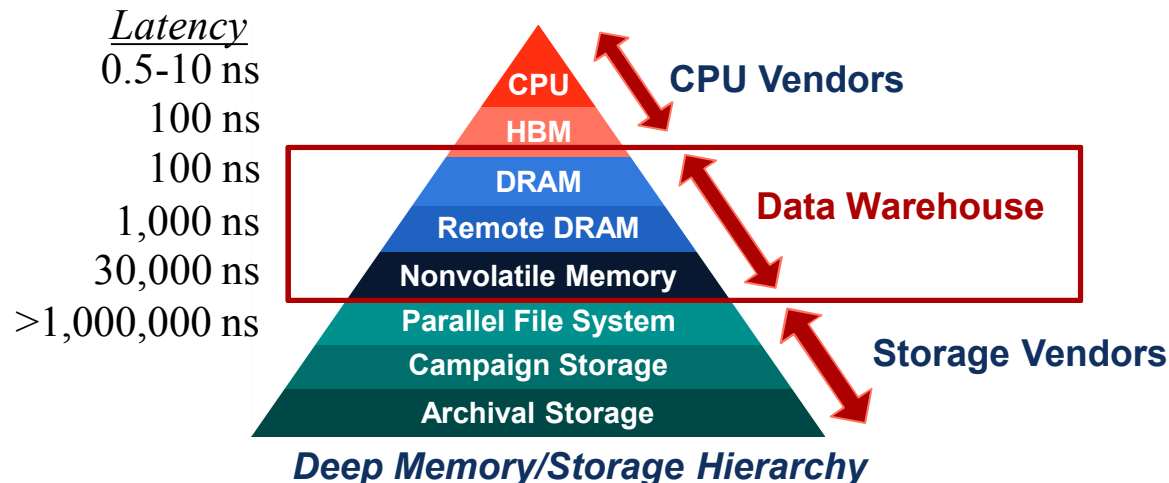 Latency
0.5-10 ns
100 ns
100 ns
1,000 ns
30,000 ns
>1,000,000 ns
CPU
HBM
DRAM
Remote DRAM
Nonvolatile Memory
Parallel File System
Campaign Storage
Archival Storage
CPU Vendors
Data Warehouse
Storage Vendors
Deep Memory/Storage Hierarchy